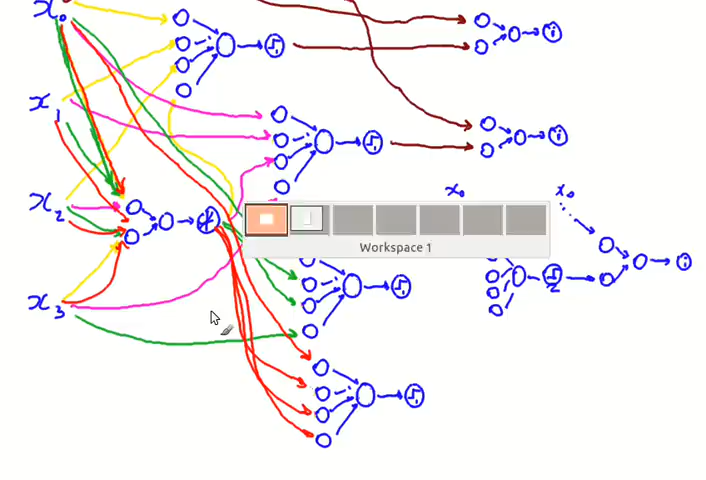 x₀
x₁
x₀
x₀
x₂
Workspace 1
x₃